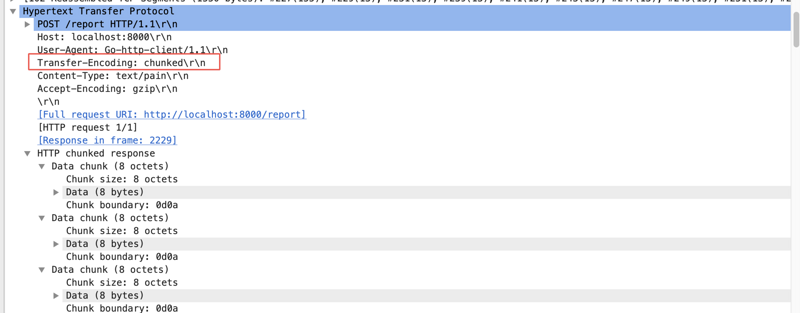 Hypertext Transfer Protocol
POST /report HTTP/1.1\r\n
Host: localhost:8000\r\n
User-Agent: Go-http-client/1.1\r\n
Transfer-Encoding: chunked\r\n
Content-Type: text/pain\r\n
Accept-Encoding: gzip\r\n
\r\n
[Full request URI: http://localhost:8000/report]
[HTTP request 1/1]
[Response in frame: 2229]
HTTP chunked response
Data chunk (8 octets)
Chunk size: 8 octets
Data (8 bytes)
Chunk boundary: 0d0a
Data chunk (8 octets)
Chunk size: 8 octets
Data (8 bytes)
Chunk boundary: 0d0a
Data chunk (8 octets)
Chunk size: 8 octets
Data (8 bytes)
Chunk boundary: 0d0a